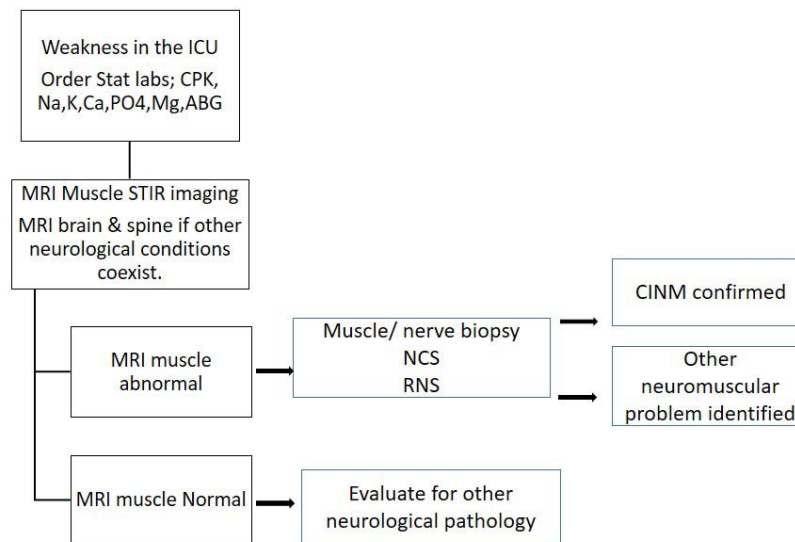 Weakness in the ICU
Order Stat labs; CPK,
Na,K,Ca,PO4,Mg,ABG
MRI Muscle STIR imaging
MRI brain & spine if other
neurological conditions
coexist.
MRI muscle
abnormal
Muscle/ nerve biopsy
NCS
RNS
CINM confirmed
Other
neuromuscular
problem identified
MRI muscle Normal
Evaluate for other
neurological pathology